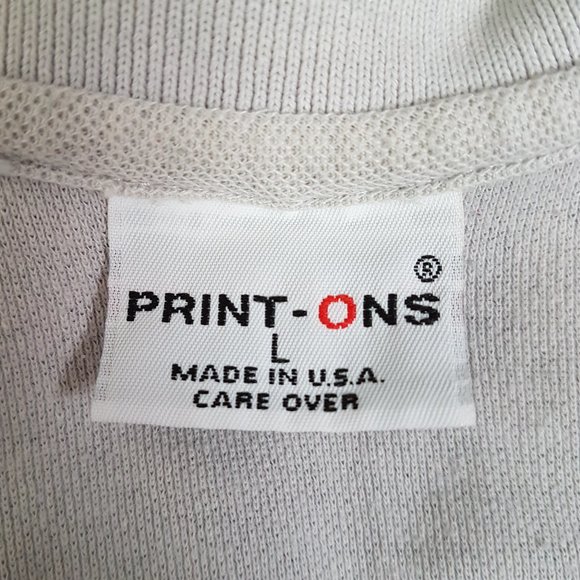 ®
PRINT-ONS
L
MADE IN U.S.A.
CARE OVER